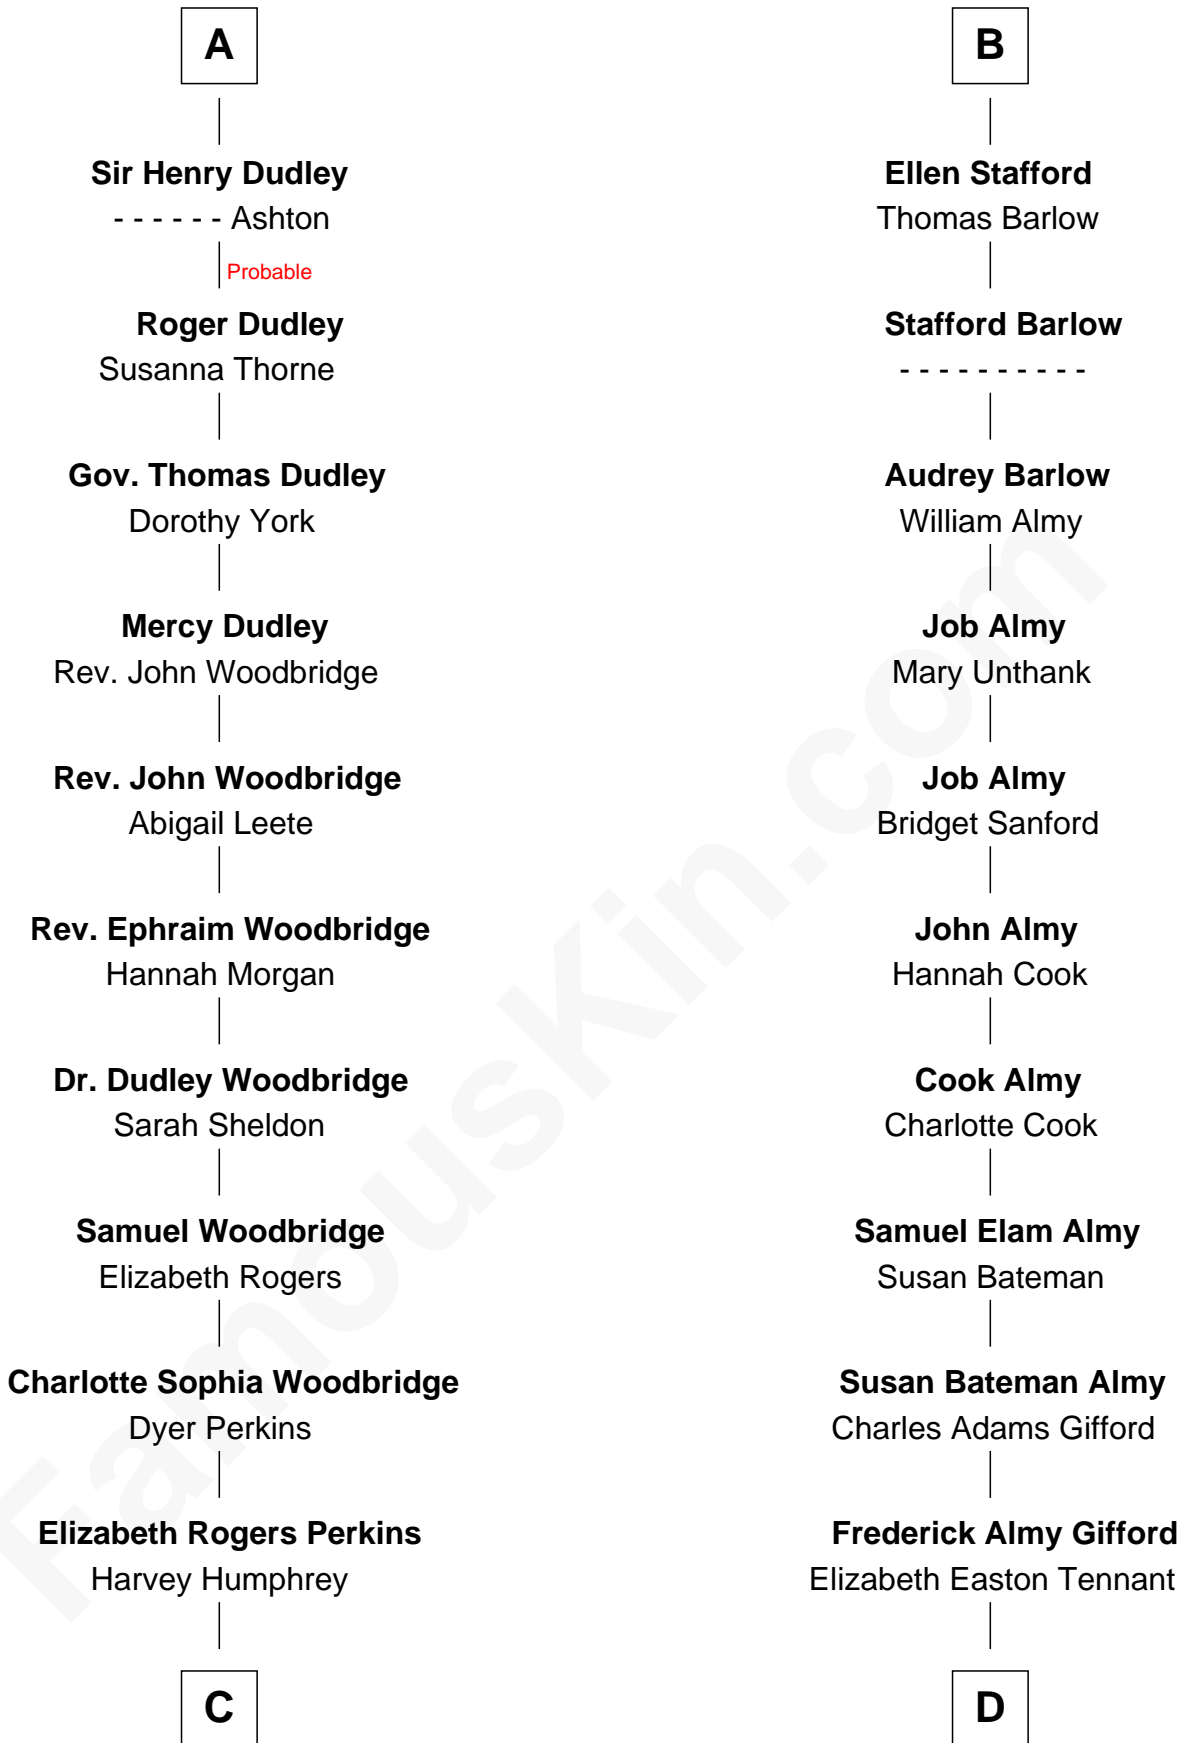 A
Sir Henry Dudley
- - - - - - Ashton
Probable
Roger Dudley
Susanna Thorne
Gov. Thomas Dudley
Dorothy York
Mercy Dudley
Rev. John Woodbridge
Rev. John Woodbridge
Abigail Leete
Rev. Ephraim Woodbridge
Hannah Morgan
Dr. Dudley Woodbridge
Sarah Sheldon
Samuel Woodbridge
Elizabeth Rogers
Charlotte Sophia Woodbridge
Dyer Perkins
Elizabeth Rogers Perkins
Harvey Humphrey
C
B
Ellen Stafford
Thomas Barlow
Stafford Barlow
- - - - - - - - - -
Audrey Barlow
William Almy
Job Almy
Mary Unthank
Job Almy
Bridget Sanford
John Almy
Hannah Cook
Cook Almy
Charlotte Cook
Samuel Elam Almy
Susan Bateman
Susan Bateman Almy
Charles Adams Gifford
Frederick Almy Gifford
Elizabeth Easton Tennant
D
FamousKin.com